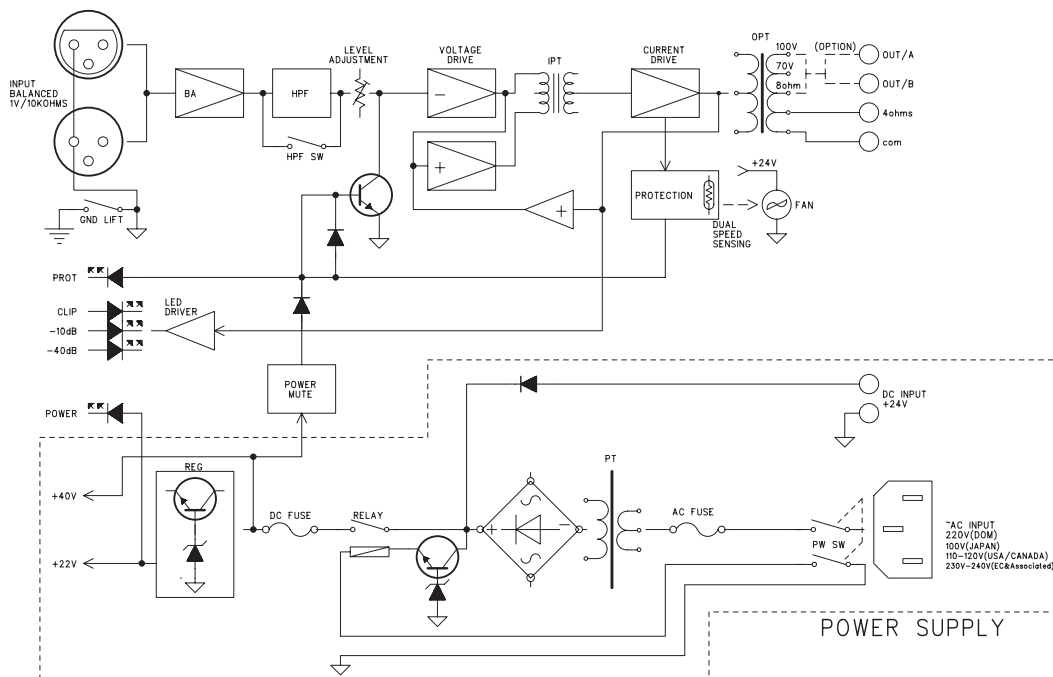 INPUT
BALANCED
1V/10KOHMS
BA
HPF
HPF SW
LEVEL
ADJUSTMENT
VOLTAGE
DRIVE
-
+
IPT
CURRENT
DRIVE
OPT
100V
70V
8ohm
(OPTION)
OUT/A
OUT/B
4ohms
com
+
GND LIFT
PROTECTION
DUAL
SPEED
SENSING
+24V
FAN
PROT
CLIP
-10dB
-40dB
LED
DRIVER
POWER
MUTE
POWER
DC INPUT
+24V
REG
+40V
+22V
DC FUSE
RELAY
+
-
PT
AC FUSE
PW SW
~AC INPUT
220V(DOM)
100V(JAPAN)
110-120V(USA/CANADA)
230V-240V(EC&Associated)
POWER SUPPLY